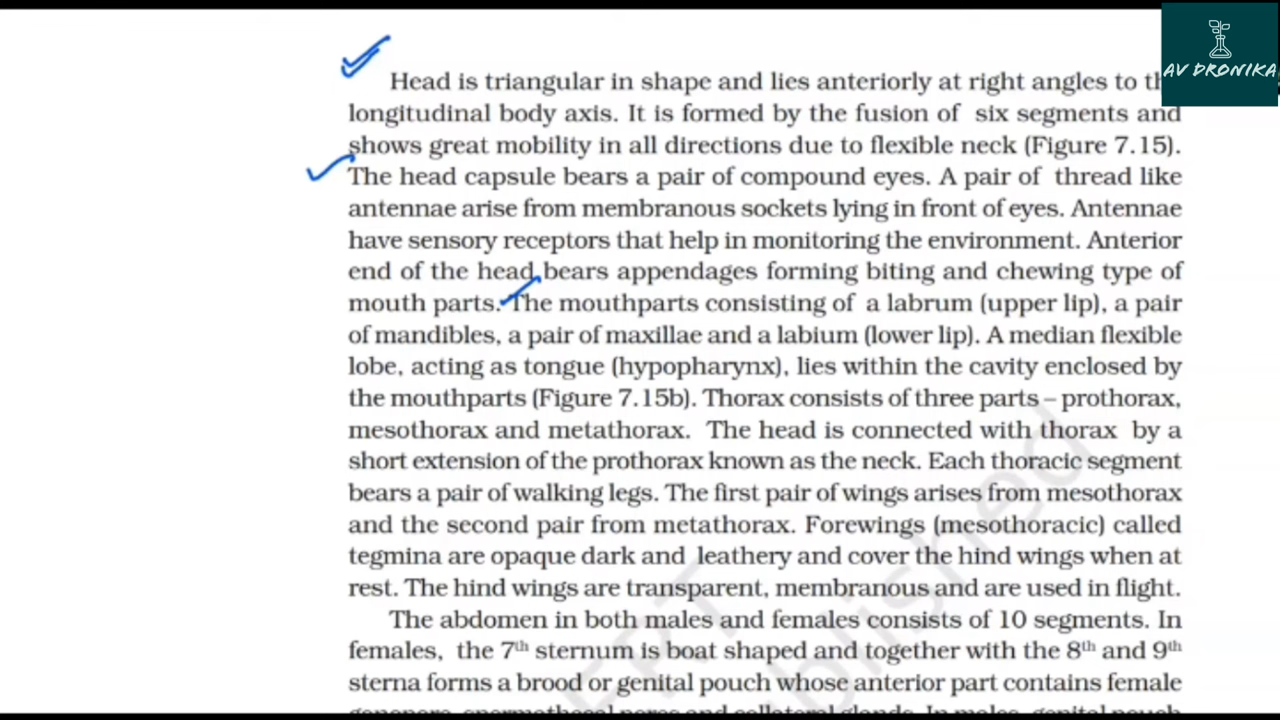 AV DRONIKA
Head is triangular in shape and lies anteriorly at right angles to th
longitudinal body axis. It is formed by the fusion of six segments and
shows great mobility in all directions due to flexible neck (Figure 7.15).
The head capsule bears a pair of compound eyes. A pair of thread like
antennae arise from membranous sockets lying in front of eyes. Antennae
have sensory receptors that help in monitoring the environment. Anterior
end of the head bears appendages forming biting and chewing type of
mouth parts. The mouthparts consisting of a labrum (upper lip), a pair
of mandibles, a pair of maxillae and a labium (lower lip). A median flexible
lobe, acting as tongue (hypopharynx), lies within the cavity enclosed by
the mouthparts (Figure 7.15b). Thorax consists of three parts – prothorax,
mesothorax and metathorax. The head is connected with thorax by a
short extension of the prothorax known as the neck. Each thoracic segment
bears a pair of walking legs. The first pair of wings arises from mesothorax
and the second pair from metathorax. Forewings (mesothoracic) called
tegmina are opaque dark and leathery and cover the hind wings when at
rest. The hind wings are transparent, membranous and are used in flight.
The abdomen in both males and females consists of 10 segments. In
females, the 7th sternum is boat shaped and together with the 8th and 9th
sterna forms a brood or genital pouch whose anterior part contains female